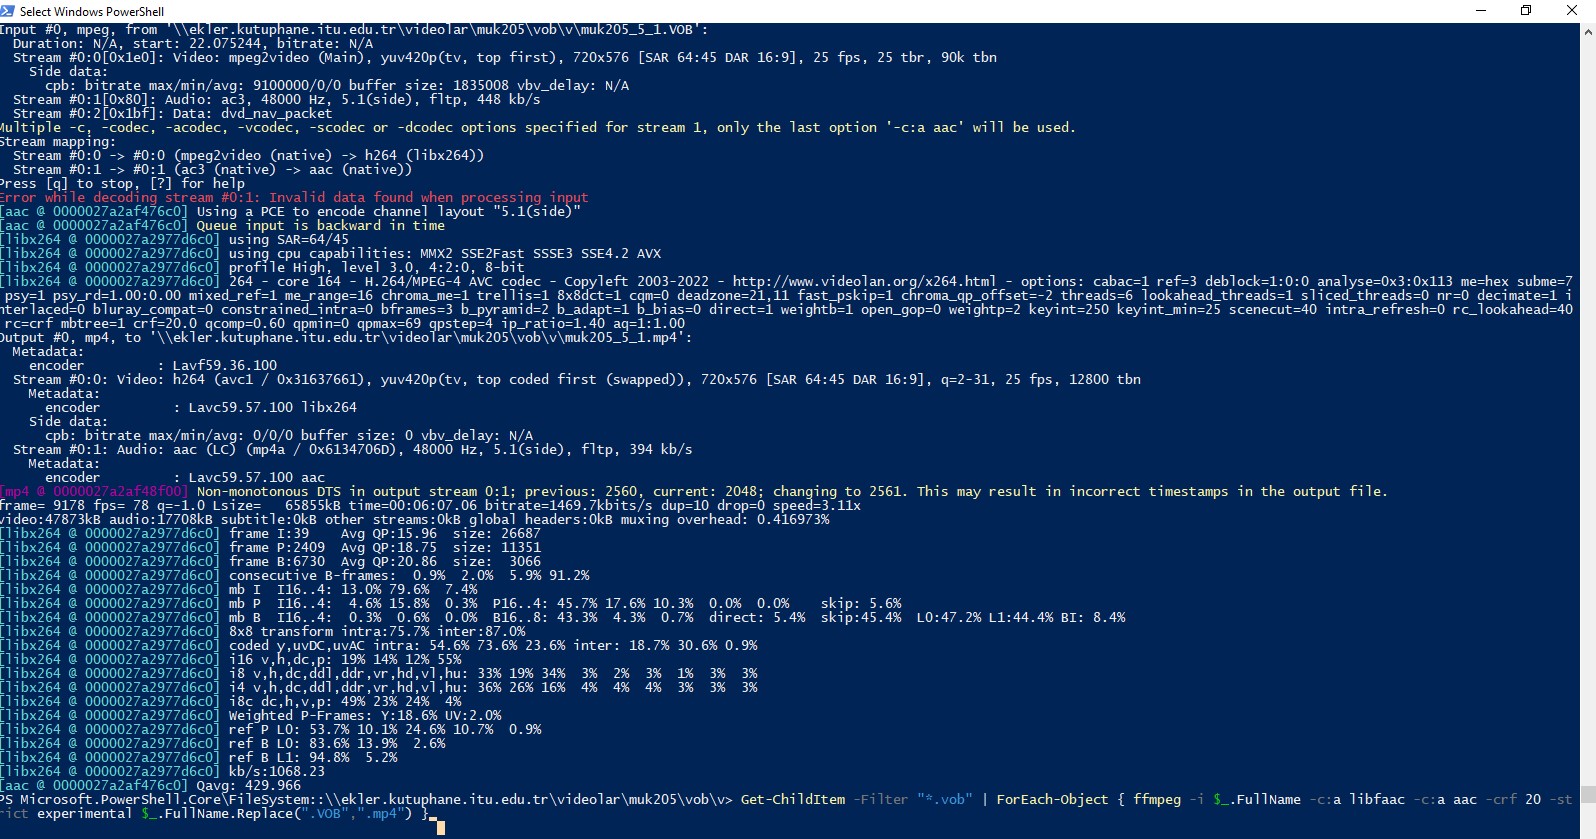 Select Windows PowerShell
Input #0, mpeg, from '\\ekler.kutuphane.itu.edu.tr\videolar\muk205\vob\v\muk205_5_1.VOB':
Duration: N/A, start: 22.075244, bitrate: N/A
Stream #0:0[0x1e0]: Video: mpeg2video (Main), yuv420p(tv, top first), 720x576 [SAR 64:45 DAR 16:9], 25 fps, 25 tbr, 90k tbn
Side data:
cpb: bitrate max/min/avg: 9100000/0/0 buffer size: 1835008 vbv_delay: N/A
Stream #0:1[0x80]: Audio: ac3, 48000 Hz, 5.1(side), fltp, 448 kb/s
Stream #0:2[0x1bf]: Data: dvd_nav_packet
Multiple -c, -codec, -acodec, -vcodec, -scodec or -dcodec options specified for stream 1, only the last option '-c:a aac' will be used.
Stream mapping:
Stream #0:0 -> #0:0 (mpeg2video (native) -> h264 (libx264))
Stream #0:1 -> #0:1 (ac3 (native) -> aac (native))
Press [q] to stop, [?] for help
Error while decoding stream #0:1: Invalid data found when processing input
[aac @ 0000027a2af476c0] Using a PCE to encode channel layout "5.1(side)"
[aac @ 0000027a2af476c0] Queue input is backward in time
[libx264 @ 0000027a2977d6c0] using SAR=64/45
[libx264 @ 0000027a2977d6c0] using cpu capabilities: MMX2 SSE2Fast SSSE3 SSE4.2 AVX
[libx264 @ 0000027a2977d6c0] profile High, level 3.0, 4:2:0, 8-bit
[libx264 @ 0000027a2977d6c0] 264 - core 164 - H.264/MPEG-4 AVC codec - Copyleft 2003-2022 - http://www.videolan.org/x264.html - options: cabac=1 ref=3 deblock=1:0:0 analyse=0x3:0x113 me=hex subme=7
psy=1 psy_rd=1.00:0.00 mixed_ref=1 me_range=16 chroma_me=1 trellis=1 8x8dct=1 cqm=0 deadzone=21,11 fast_pskip=1 chroma_qp_offset=-2 threads=6 lookahead_threads=1 sliced_threads=0 nr=0 decimate=1 i
nterlaced=0 bluray_compat=0 constrained_intra=0 bframes=3 b_pyramid=2 b_adapt=1 b_bias=0 direct=1 weightb=1 open_gop=0 weightp=2 keyint=250 keyint_min=25 scenecut=40 intra_refresh=0 rc_lookahead=40
rc=crf mbtree=1 crf=20.0 qcomp=0.60 qpmin=0 qpmax=69 qpstep=4 ip_ratio=1.40 aq=1:1.00
Output #0, mp4, to '\\ekler.kutuphane.itu.edu.tr\videolar\muk205\vob\v\muk205_5_1.mp4':
Metadata:
encoder : Lavf59.36.100
Stream #0:0: Video: h264 (avc1 / 0x31637661), yuv420p(tv, top coded first (swapped)), 720x576 [SAR 64:45 DAR 16:9], q=2-31, 25 fps, 12800 tbn
Metadata:
encoder : Lavc59.57.100 libx264
Side data:
cpb: bitrate max/min/avg: 0/0/0 buffer size: 0 vbv_delay: N/A
Stream #0:1: Audio: aac (LC) (mp4a / 0x6134706D), 48000 Hz, 5.1(side), fltp, 394 kb/s
Metadata:
encoder : Lavc59.57.100 aac
[mp4 @ 0000027a2af48f00] Non-monotonous DTS in output stream 0:1; previous: 2560, current: 2048; changing to 2561. This may result in incorrect timestamps in the output file.
frame= 9178 fps= 78 q=-1.0 Lsize= 65855kB time=00:06:07.06 bitrate=1469.7kbits/s dup=10 drop=0 speed=3.11x
video:47873kB audio:17708kB subtitle:0kB other streams:0kB global headers:0kB muxing overhead: 0.416973%
[libx264 @ 0000027a2977d6c0] frame I:39 Avg QP:15.96 size: 26687
[libx264 @ 0000027a2977d6c0] frame P:2409 Avg QP:18.75 size: 11351
[libx264 @ 0000027a2977d6c0] frame B:6730 Avg QP:20.86 size: 3066
[libx264 @ 0000027a2977d6c0] consecutive B-frames: 0.9% 2.0% 5.9% 91.2%
[libx264 @ 0000027a2977d6c0] mb I I16..4: 13.0% 79.6% 7.4%
[libx264 @ 0000027a2977d6c0] mb P I16..4: 4.6% 15.8% 0.3% P16..4: 45.7% 17.6% 10.3% 0.0% 0.0% skip: 5.6%
[libx264 @ 0000027a2977d6c0] mb B I16..4: 0.3% 0.6% 0.0% B16..8: 43.3% 4.3% 0.7% direct: 5.4% skip:45.4% L0:47.2% L1:44.4% BI: 8.4%
[libx264 @ 0000027a2977d6c0] 8x8 transform intra:75.7% inter:87.0%
[libx264 @ 0000027a2977d6c0] coded y,uvDC,uvAC intra: 54.6% 73.6% 23.6% inter: 18.7% 30.6% 0.9%
[libx264 @ 0000027a2977d6c0] i16 v,h,dc,p: 19% 14% 12% 55%
[libx264 @ 0000027a2977d6c0] i8 v,h,dc,ddl,ddr,vr,hd,vl,hu: 33% 19% 34% 3% 2% 3% 1% 3% 3%
[libx264 @ 0000027a2977d6c0] i4 v,h,dc,ddl,ddr,vr,hd,vl,hu: 36% 26% 16% 4% 4% 4% 3% 3% 3%
[libx264 @ 0000027a2977d6c0] i8c dc,h,v,p: 49% 23% 24% 4%
[libx264 @ 0000027a2977d6c0] Weighted P-Frames: Y:18.6% UV:2.0%
[libx264 @ 0000027a2977d6c0] ref P L0: 53.7% 10.1% 24.6% 10.7% 0.9%
[libx264 @ 0000027a2977d6c0] ref B L0: 83.6% 13.9% 2.6%
[libx264 @ 0000027a2977d6c0] ref B L1: 94.8% 5.2%
[libx264 @ 0000027a2977d6c0] kb/s:1068.23
[aac @ 0000027a2af476c0] Qavg: 429.966
PS Microsoft.PowerShell.Core\FileSystem::\\ekler.kutuphane.itu.edu.tr\videolar\muk205\vob\v> Get-ChildItem -Filter "*.vob" | ForEach-Object { ffmpeg -i $_.FullName -c:a libfaac -c:a aac -crf 20 -st
rict experimental $_.FullName.Replace(".VOB",".mp4") }